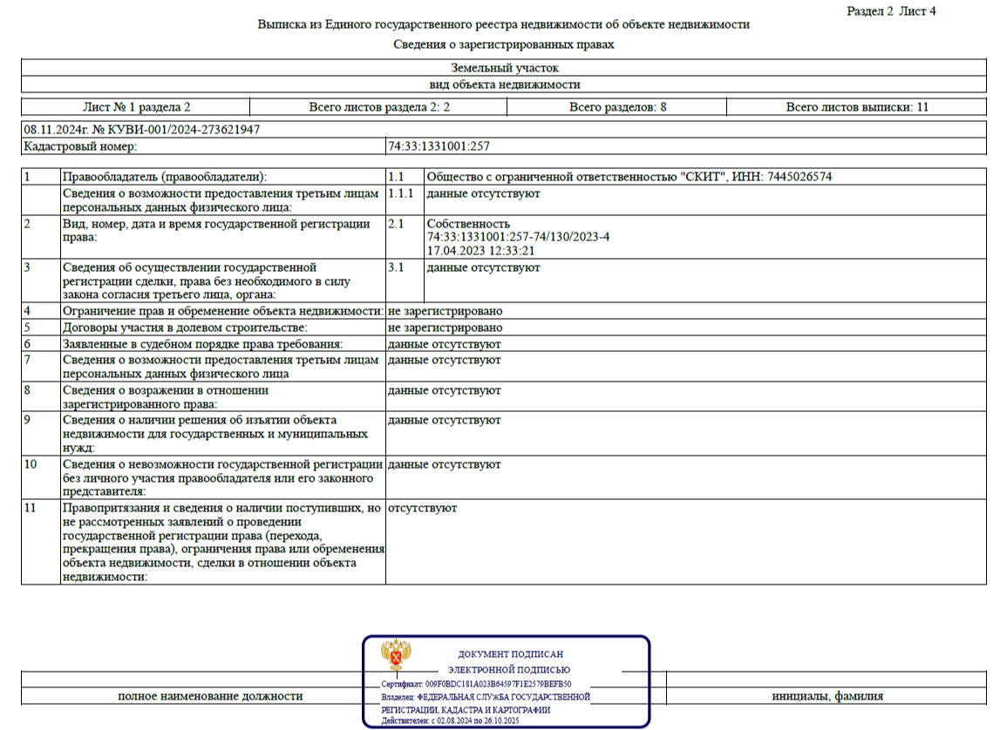 Раздел 2 Лист 4
Выписка из Единого государственного реестра недвижимости об объекте недвижимости
Сведения о зарегистрированных правах
Земельный участок
вид объекта недвижимости
Лист № 1 раздела 2
Всего листов раздела 2: 2
Всего разделов: 8
Всего листов выписки: 11
08.11.2024г. № КУВИ-001/2024-273621947
Кадастровый номер:
74:33:1331001:257
1
Правообладатель (правообладатели):
1.1
Общество с ограниченной ответственностью "СКИТ", ИНН: 7445026574
Сведения о возможности предоставления третьим лицам
персональных данных физического лица:
1.1.1
данные отсутствуют
2
Вид, номер, дата и время государственной регистрации
права:
2.1
Собственность
74:33:1331001:257-74/130/2023-4
17.04.2023 12:33:21
3
Сведения об осуществлении государственной
регистрации сделки, права без необходимого в силу
закона согласия третьего лица, органа:
3.1
данные отсутствуют
4
Ограничение прав и обременение объекта недвижимости:
не зарегистрировано
5
Договоры участия в долевом строительстве:
не зарегистрировано
6
Заявленные в судебном порядке права требования:
данные отсутствуют
7
Сведения о возможности предоставления третьим лицам
персональных данных физического лица
данные отсутствуют
8
Сведения о возражении в отношении
зарегистрированного права:
данные отсутствуют
9
Сведения о наличии решения об изъятии объекта
недвижимости для государственных и муниципальных
нужд:
данные отсутствуют
10
Сведения о невозможности государственной регистрации
без личного участия правообладателя или его законного
представителя:
данные отсутствуют
11
Правопритязания и сведения о наличии поступивших, но
не рассмотренных заявлений о проведении
государственной регистрации права (перехода,
прекращения права), ограничения права или обременения
объекта недвижимости, сделки в отношении объекта
недвижимости:
отсутствуют
ДОКУМЕНТ ПОДПИСАН
ЭЛЕКТРОННОЙ ПОДПИСЬЮ
Сертификат: 009F0BDC181A023B64597F1E2579BEFB50
Владелец: ФЕДЕРАЛЬНАЯ СЛУЖБА ГОСУДАРСТВЕННОЙ
РЕГИСТРАЦИИ, КАДАСТРА И КАРТОГРАФИИ
Действителен: с 02.08.2024 по 26.10.2025
полное наименование должности
инициалы, фамилия